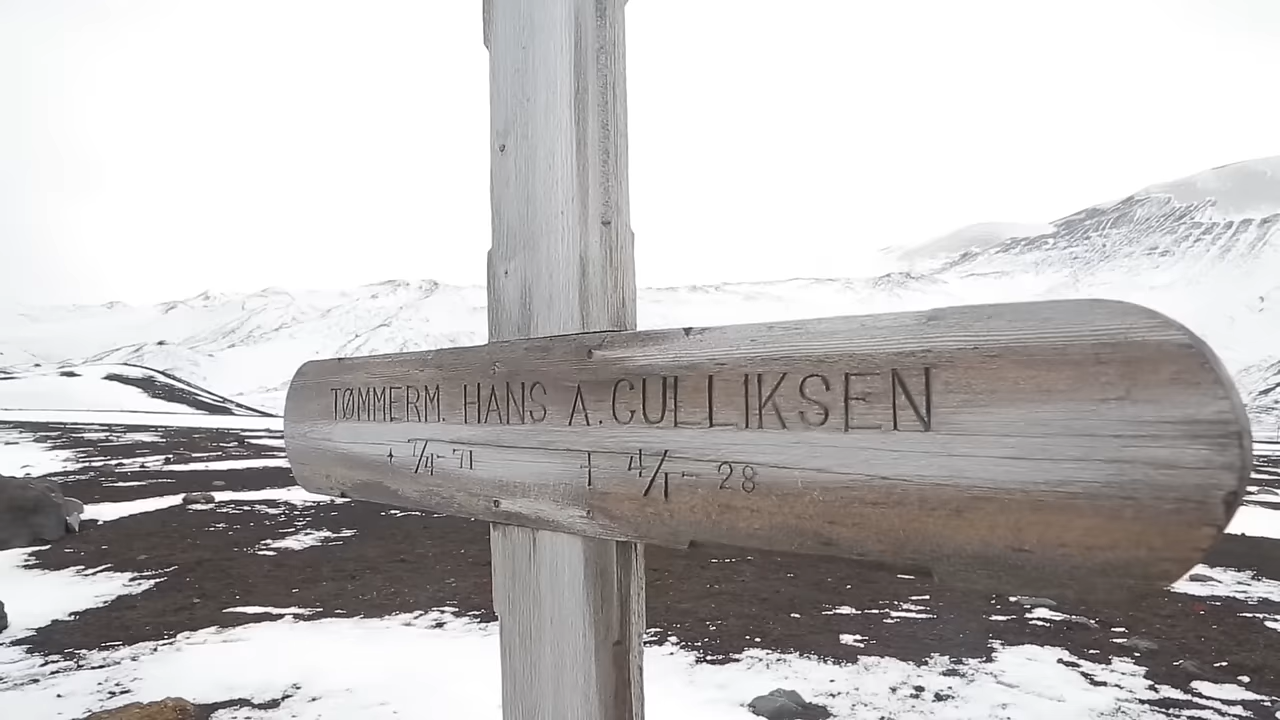 TØMMERM. HANS A. GULLIKSEN
+ 7/4-71 † 4/1-28